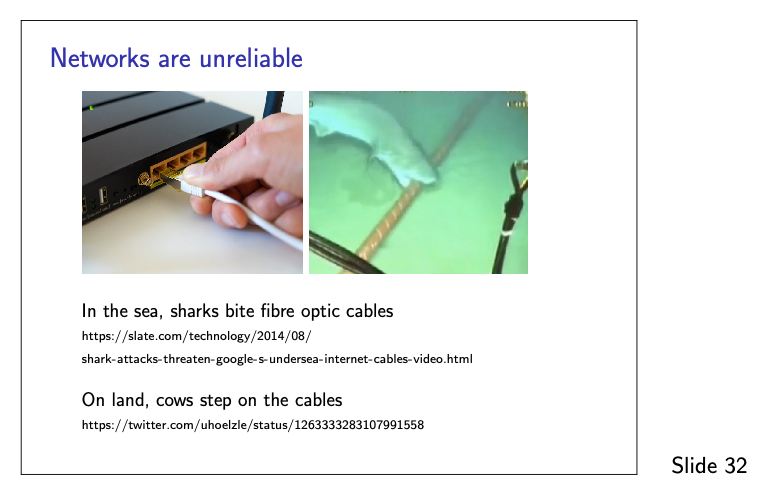 Networks are unreliable
In the sea, sharks bite fibre optic cables
https://slate.com/technology/2014/08/
shark-attacks-threaten-google-s-undersea-internet-cables-video.html
On land, cows step on the cables
https://twitter.com/uhoelzle/status/1263333283107991558
Slide 32